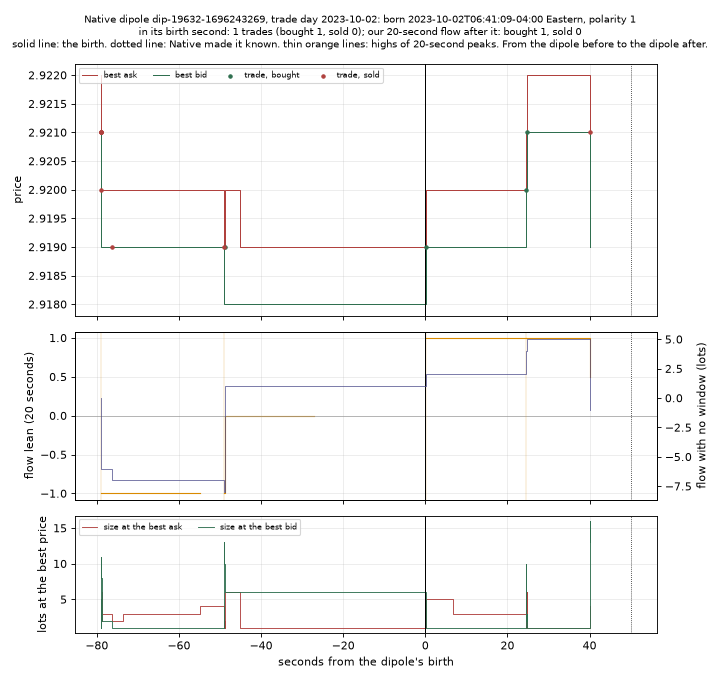 Native dipole dip-19632-1696243269, trade day 2023-10-02: born 2023-10-02T06:41:09-04:00 Eastern, polarity 1
in its birth second: 1 trades (bought 1, sold 0); our 20-second flow after it: bought 1, sold 0
solid line: the birth. dotted line: Native made it known. thin orange lines: highs of 20-second peaks. From the dipole before to the dipole after.
best ask
best bid
trade, bought
trade, sold
2.9220
2.9215
2.9210
2.9205
2.9200
2.9195
2.9190
2.9185
2.9180
price
1.0
0.5
0.0
−0.5
−1.0
flow lean (20 seconds)
5.0
2.5
0.0
−2.5
−5.0
−7.5
flow with no window (lots)
size at the best ask
size at the best bid
15
10
5
lots at the best price
−80
−60
−40
−20
0
20
40
seconds from the dipole's birth